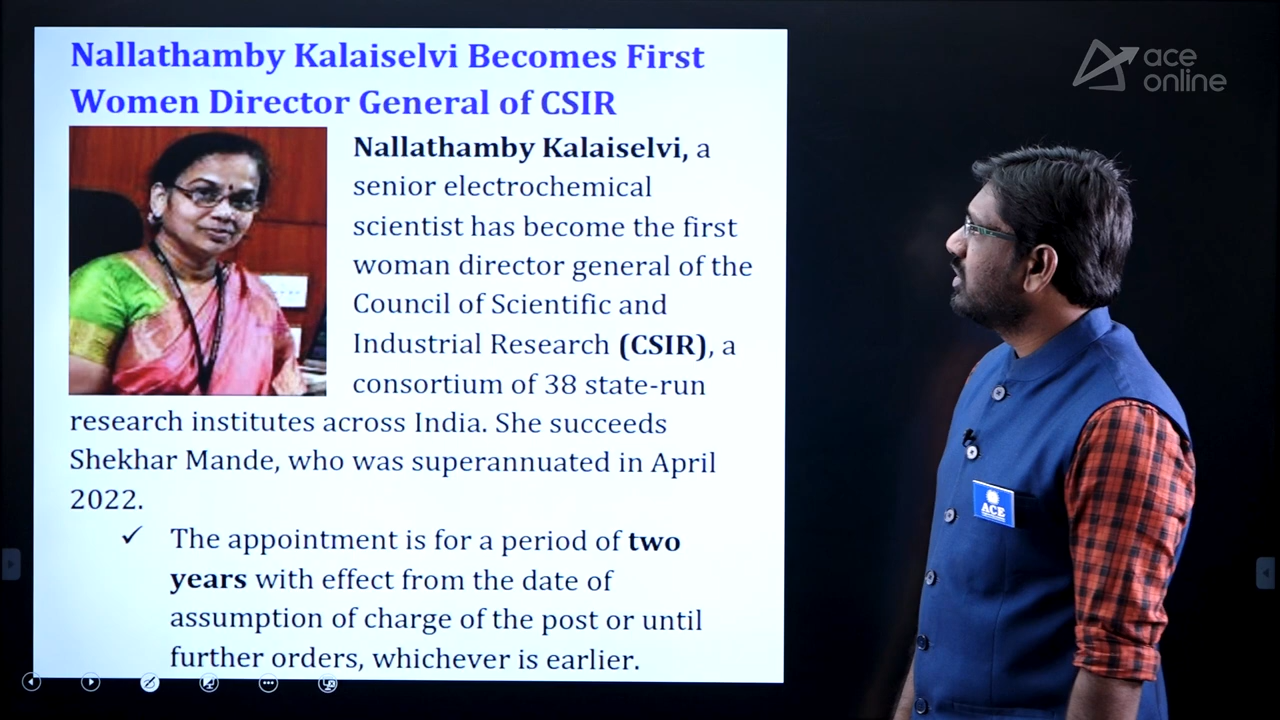 Nallathamby Kalaiselvi Becomes First
Women Director General of CSIR
Nallathamby Kalaiselvi, a
senior electrochemical
scientist has become the first
woman director general of the
Council of Scientific and
Industrial Research (CSIR), a
consortium of 38 state-run
research institutes across India. She succeeds
Shekhar Mande, who was superannuated in April
2022.
✓ The appointment is for a period of two
years with effect from the date of
assumption of charge of the post or until
further orders, whichever is earlier.
ace
online
ACE